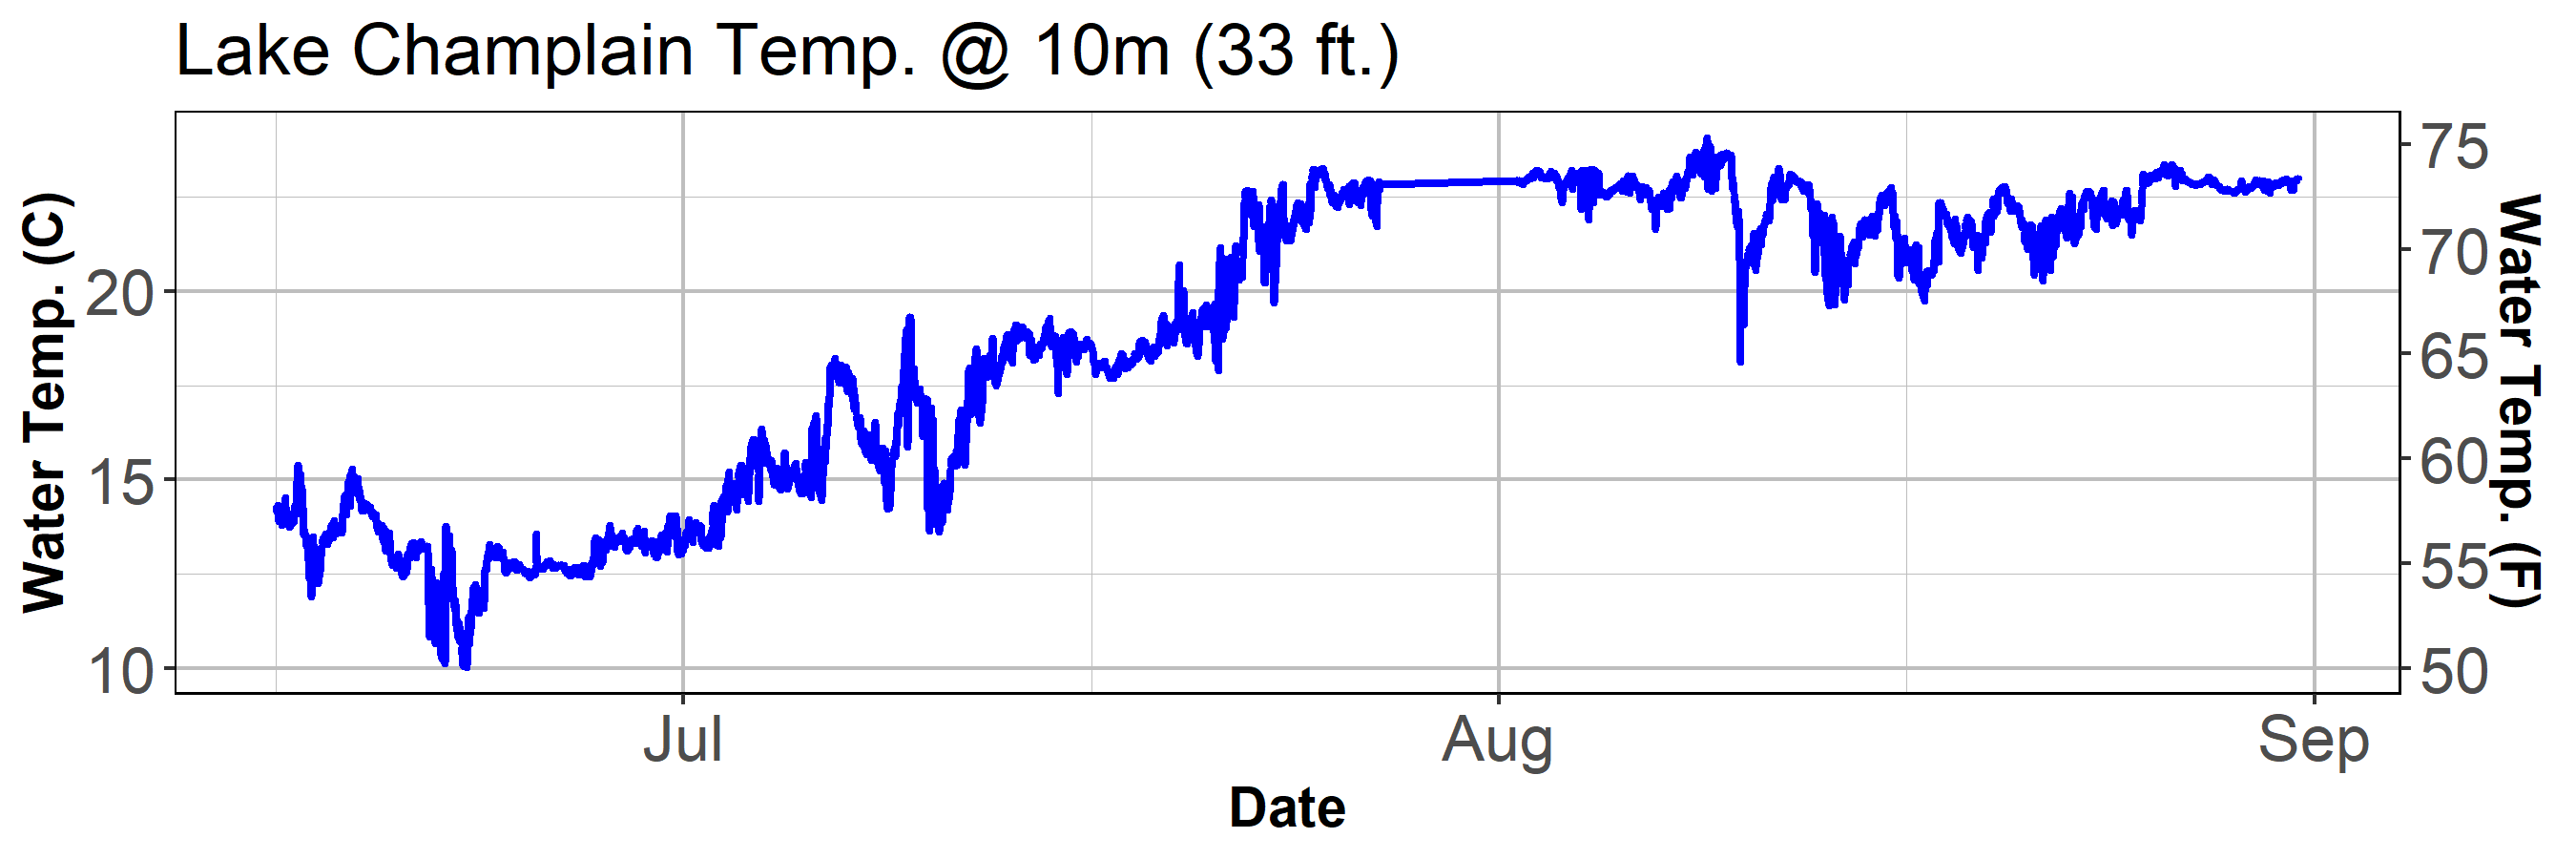 Lake Champlain Temp. @ 10m (33 ft.)
Water Temp. (C)
20
15
10
75
70
65
60
55
50
Water Temp. (F)
Jul
Aug
Sep
Date